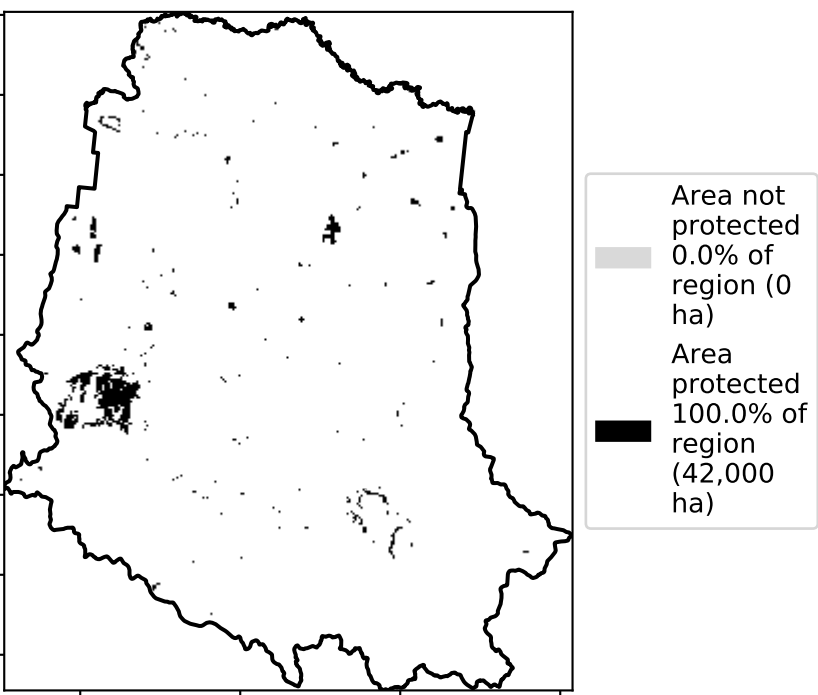 Area not
protected
0.0% of
region (0
ha)
Area
protected
100.0% of
region
(42,000
ha)